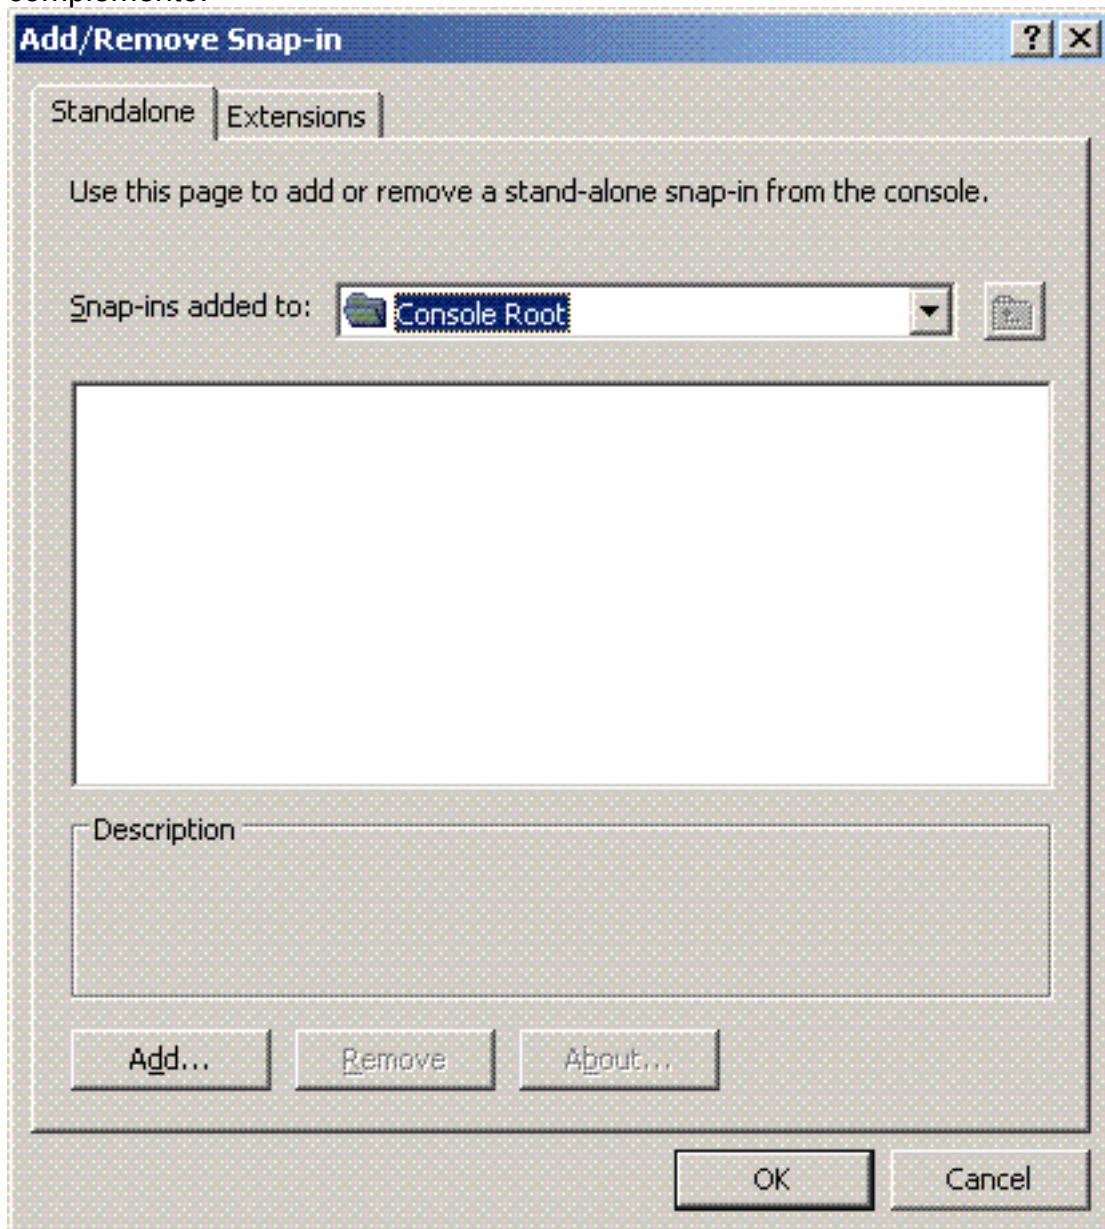 complemento.
Add/Remove Snap-in
Standalone Extensions
Use this page to add or remove a stand-alone snap-in from the console.
Snap-ins added to: Console Root
Description
Add... Remove About...
OK Cancel